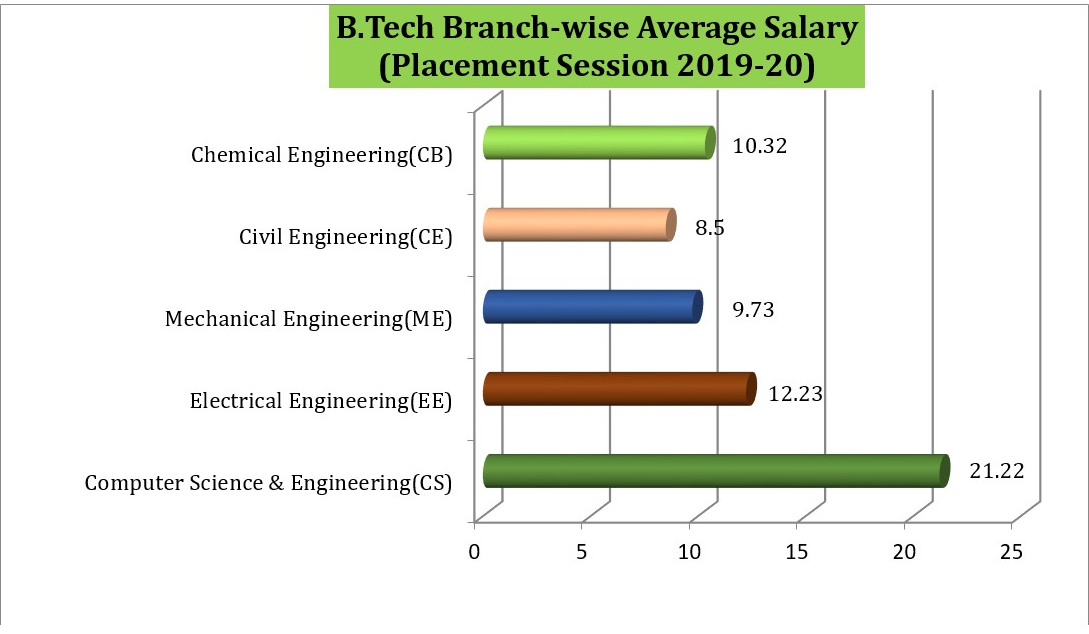 B.Tech Branch-wise Average Salary
(Placement Session 2019-20)
Chemical Engineering(CB)
10.32
Civil Engineering(CE)
8.5
Mechanical Engineering(ME)
9.73
Electrical Engineering(EE)
12.23
Computer Science & Engineering(CS)
21.22
0 5 10 15 20 25